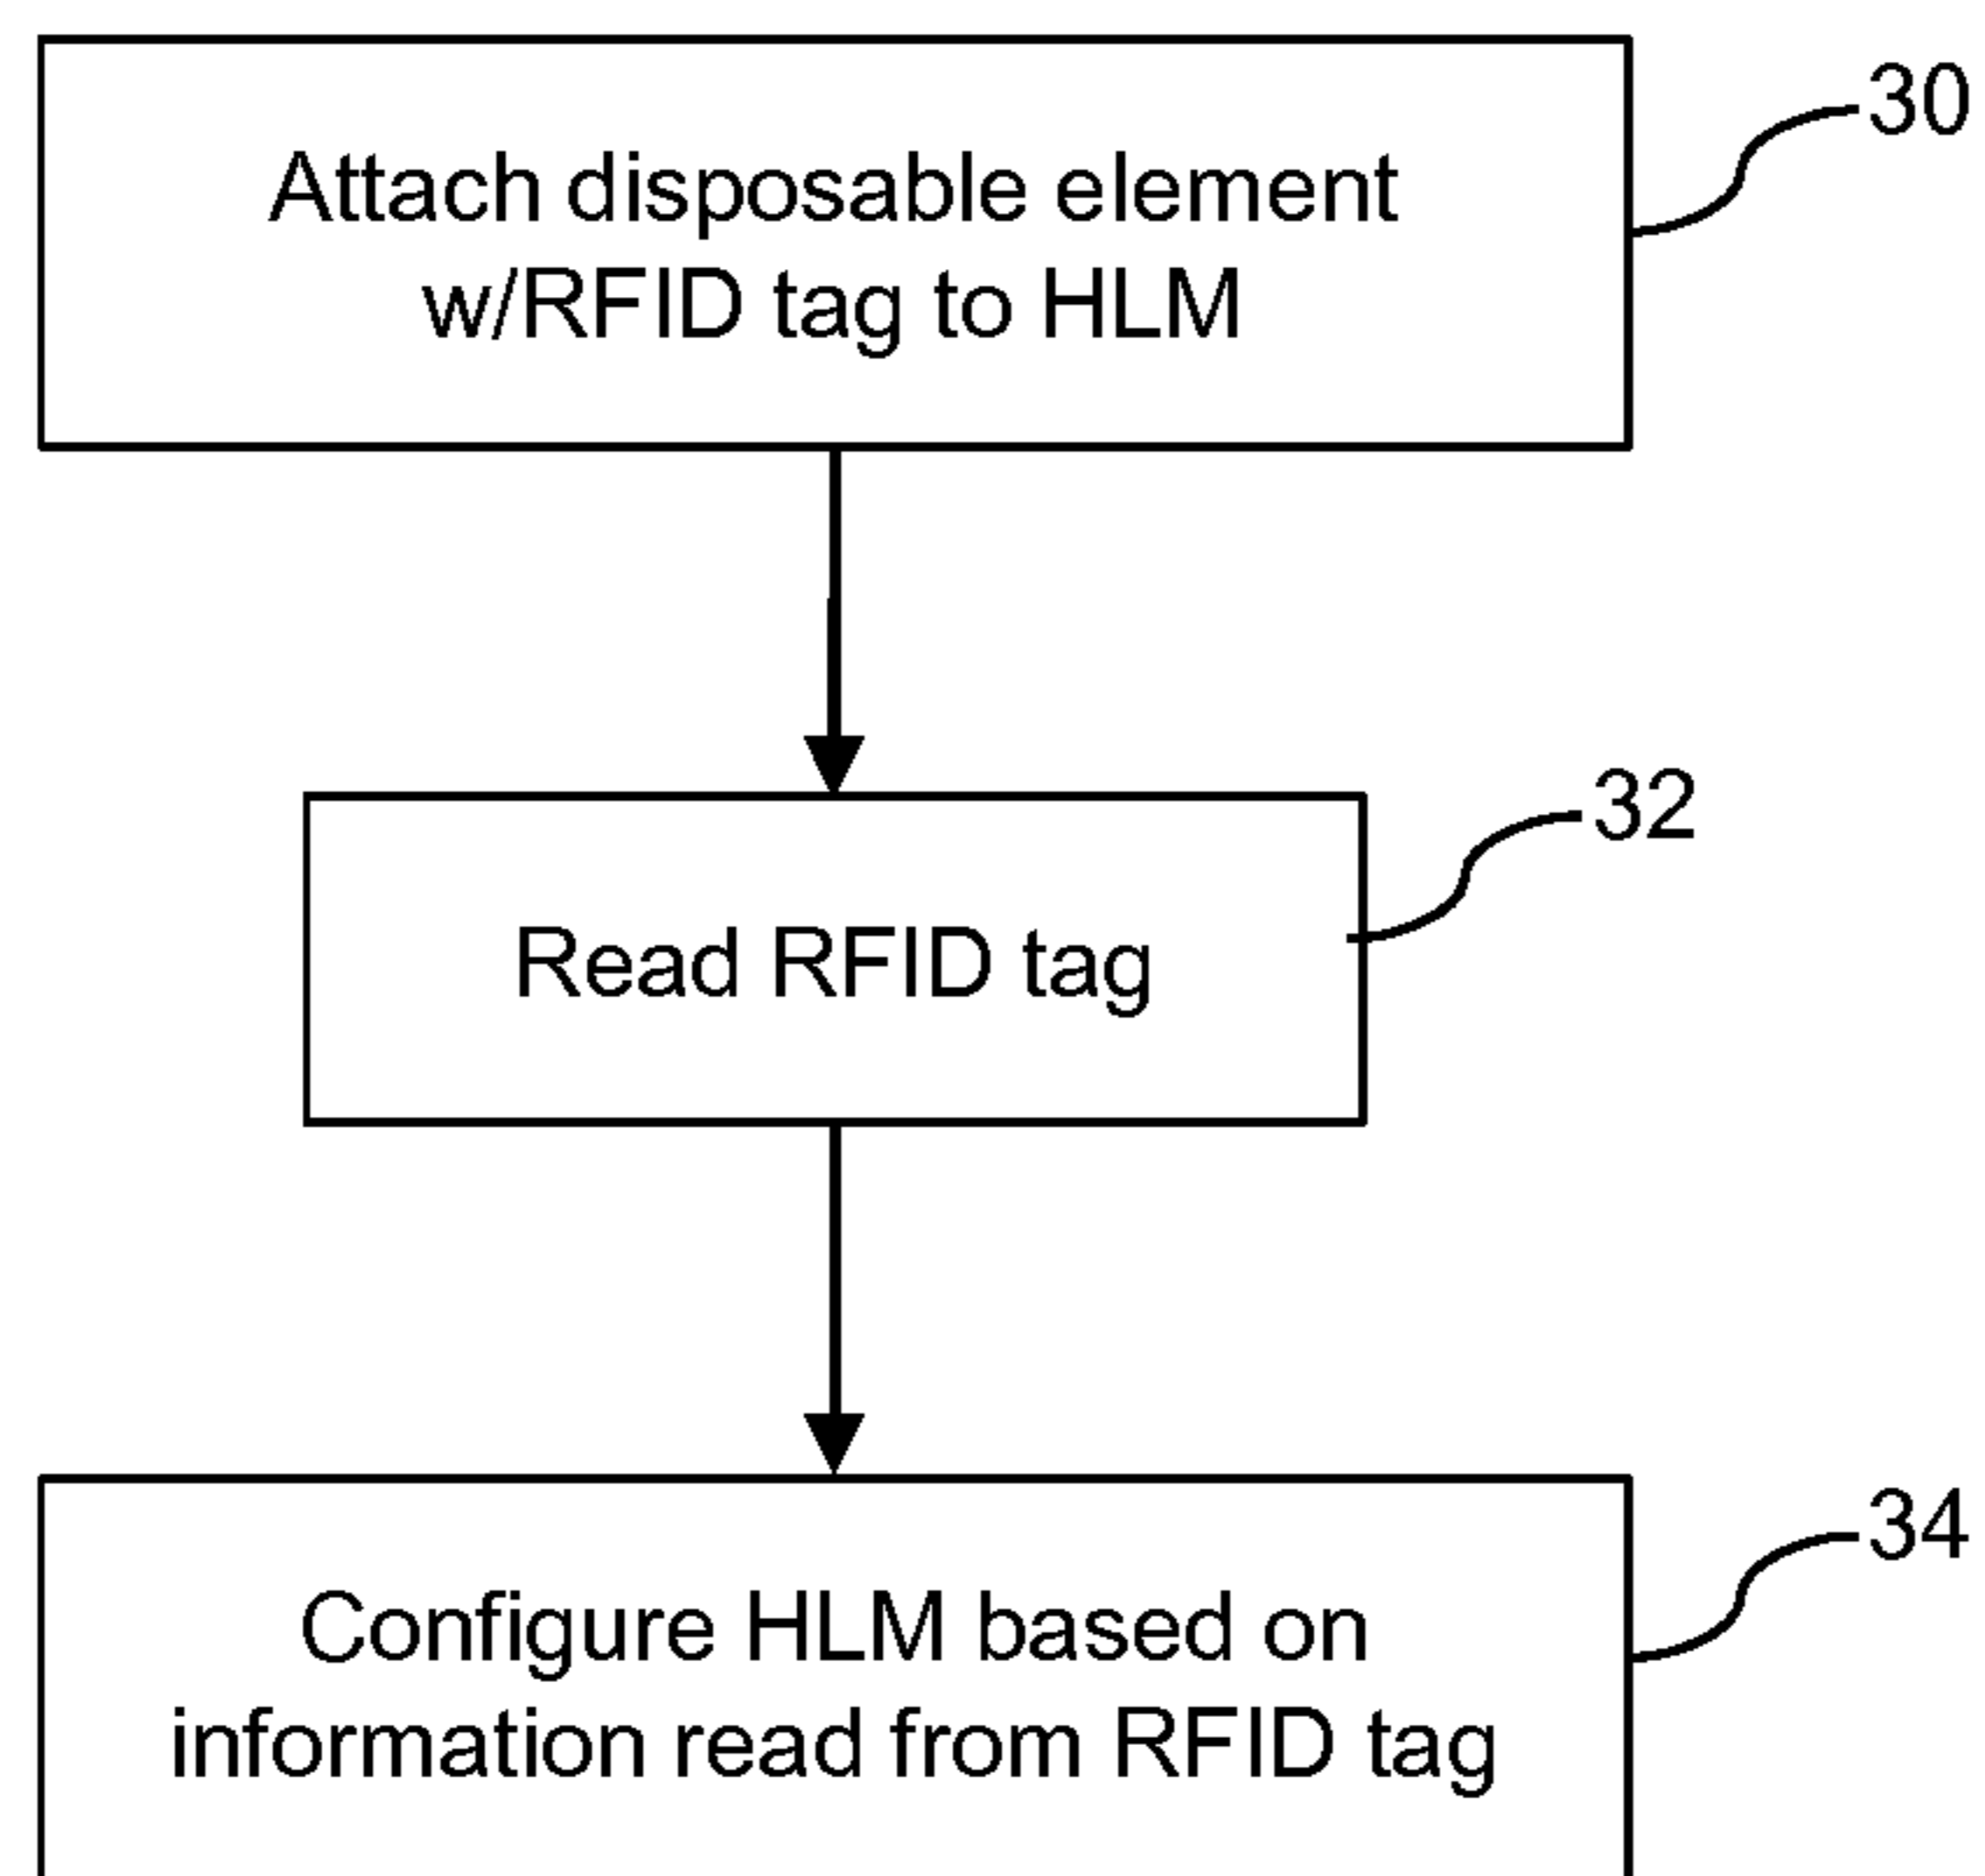 30
Attach disposable element
w/RFID tag to HLM
32
Read RFID tag
34
Configure HLM based on
information read from RFID tag